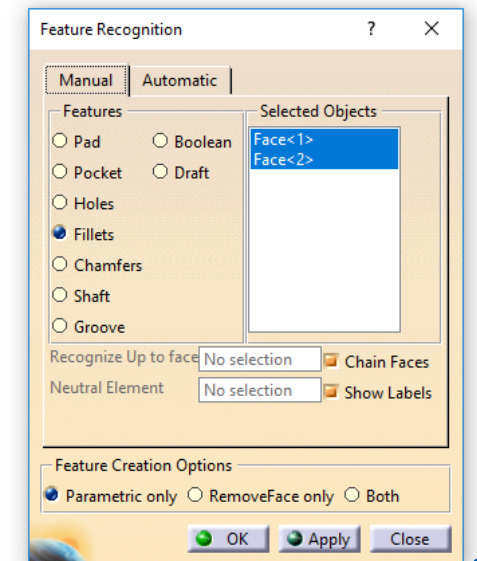 Feature Recognition ?
Manual Automatic
Features Selected Objects
Pad Boolean Face<1>
Face<2>
Pocket Draft
Holes
Fillets
Chamfers
Shaft
Groove
Recognize Up to face No selection Chain Faces
Neutral Element No selection Show Labels
Feature Creation Options
Parametric only RemoveFace only Both
OK Apply Close